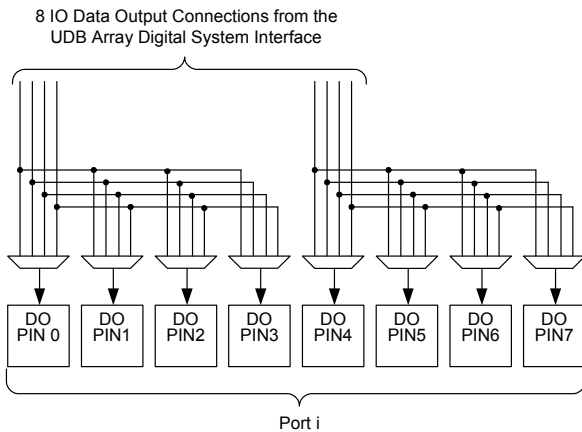 8 IO Data Output Connections from the
UDB Array Digital System Interface
DO
PIN 0
DO
PIN1
DO
PIN2
DO
PIN3
DO
PIN4
DO
PIN5
DO
PIN6
DO
PIN7
Port i